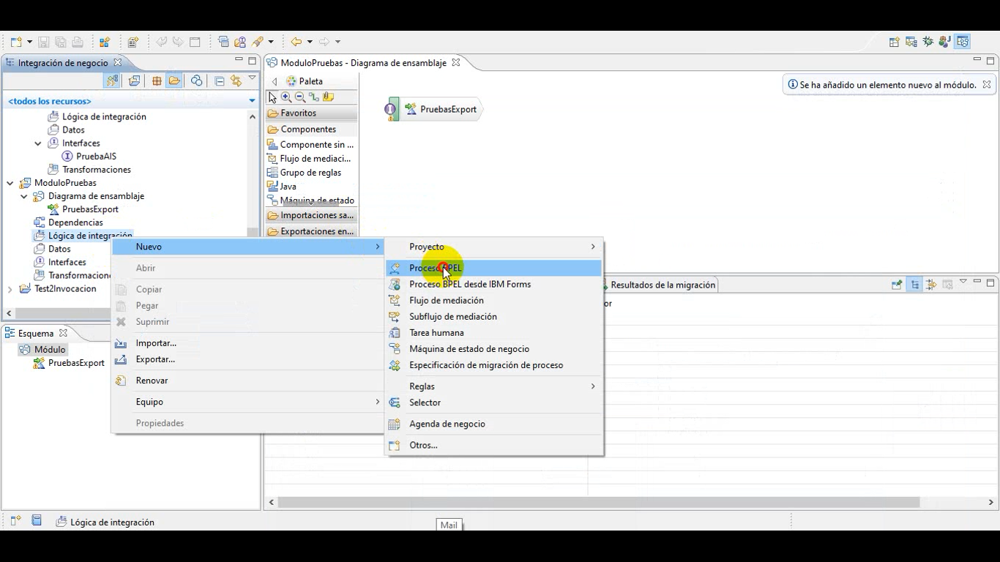 Integración de negocio
ModuloPruebas - Diagrama de ensamblaje
<todos los recursos>
Lógica de integración
Datos
Interfaces
PruebaAIS
Transformaciones
ModuloPruebas
Diagrama de ensamblaje
PruebasExport
Dependencias
Lógica de integración
Datos
Interfaces
Transformacione
Test2Invocacion
Paleta
Favoritos
Componentes
Componente sin ...
Flujo de mediaci...
Grupo de reglas
Java
Máquina de estado
Importaciones sa...
Exportaciones en...
PruebasExport
Se ha añadido un elemento nuevo al módulo.
Nuevo
Abrir
Copiar
Pegar
Suprimir
Importar...
Exportar...
Renovar
Equipo
Propiedades
Proyecto
Proceso BPEL
Proceso BPEL desde IBM Forms
Flujo de mediación
Subflujo de mediación
Tarea humana
Máquina de estado de negocio
Especificación de migración de proceso
Reglas
Selector
Agenda de negocio
Otros...
Resultados de la migración
or
Esquema
Módulo
PruebasExport
Lógica de integración
Mail